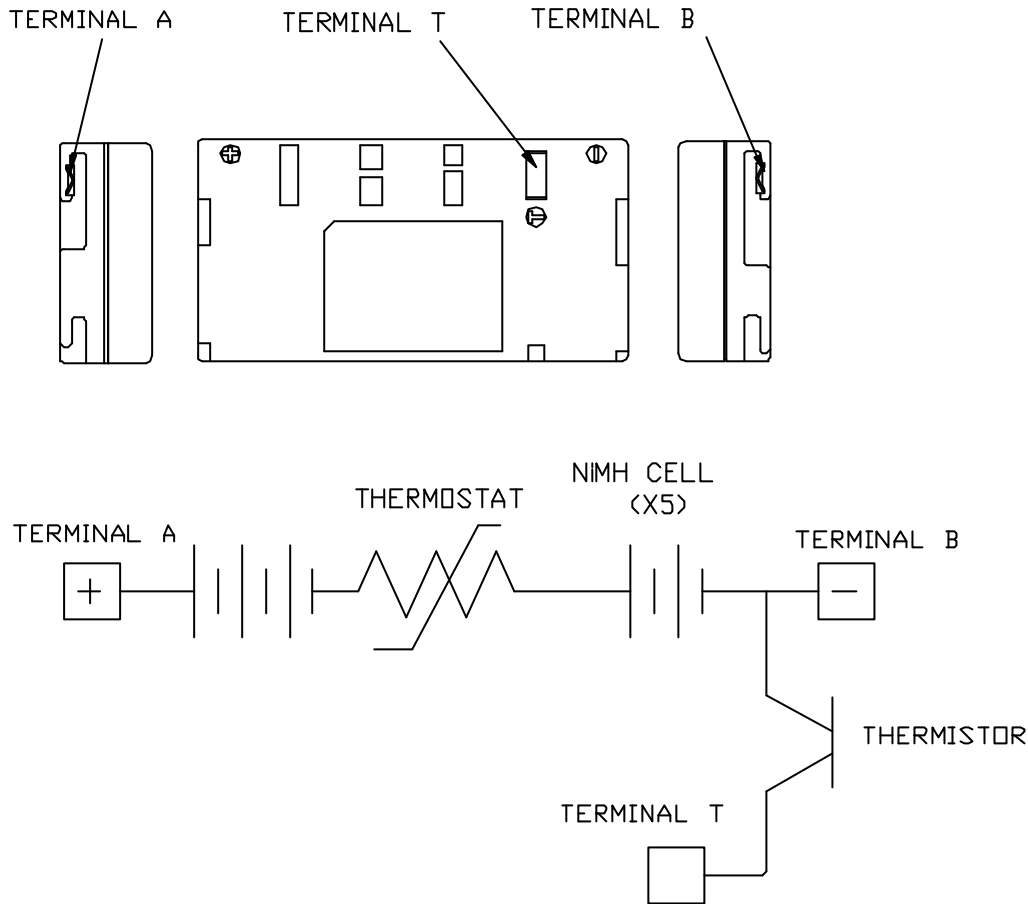 TERMINAL A
TERMINAL T
TERMINAL B
T
NIMH CELL
(X5)
THERMOSTAT
TERMINAL A
TERMINAL B
+
−
THERMISTOR
TERMINAL T